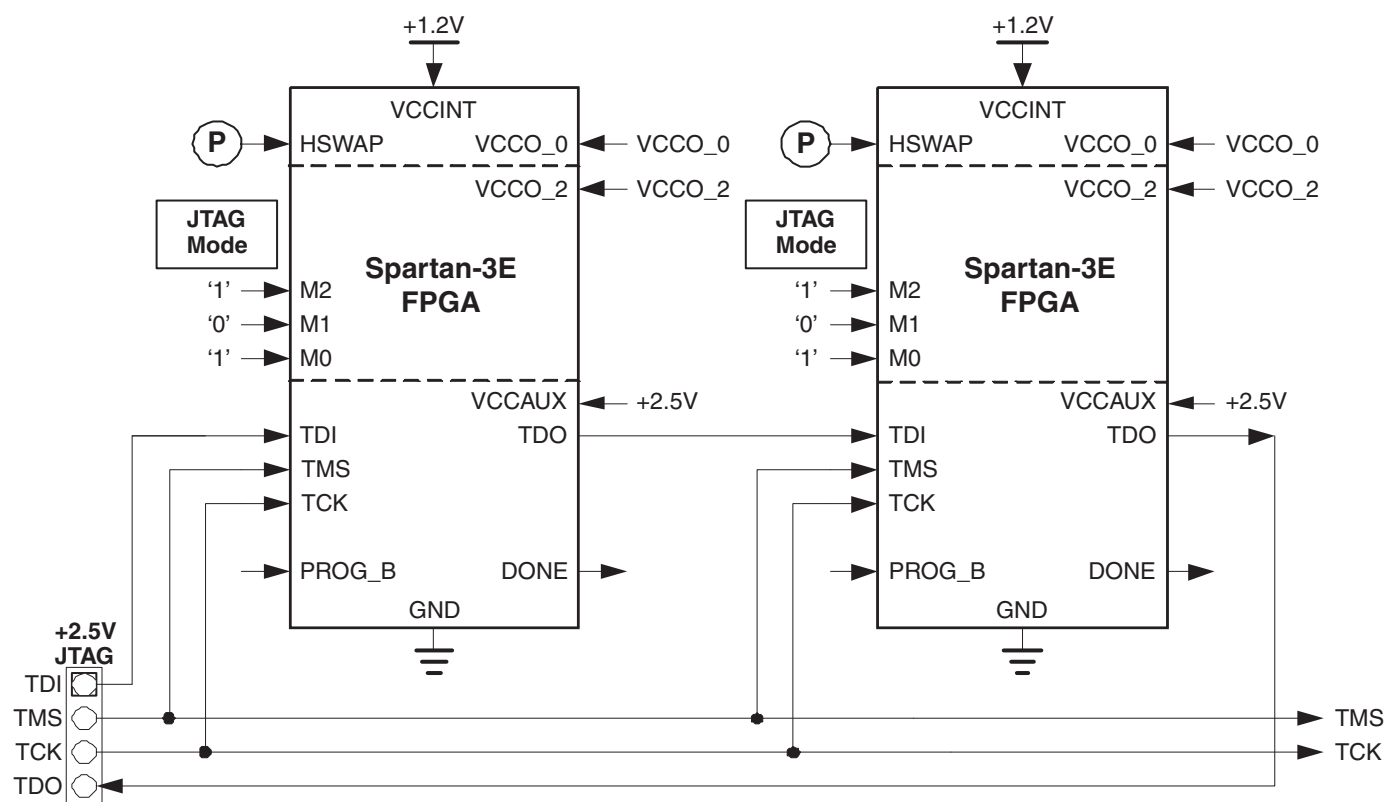 +1.2V +1.2V
VCCINT VCCINT
P HSWAP VCCO_0 VCCO_0 P HSWAP VCCO_0 VCCO_0
VCCO_2 VCCO_2 VCCO_2 VCCO_2
JTAG JTAG
Mode Mode
Spartan-3E Spartan-3E
FPGA FPGA
‘1’ M2 ‘1’ M2
‘0’ M1 ‘0’ M1
‘1’ M0 ‘1’ M0
VCCAUX +2.5V VCCAUX +2.5V
TDI TDO TDI TDO
TMS TMS
TCK TCK
PROG_B DONE PROG_B DONE
GND GND
+2.5V
JTAG
TDI
TMS TMS
TCK TCK
TDO